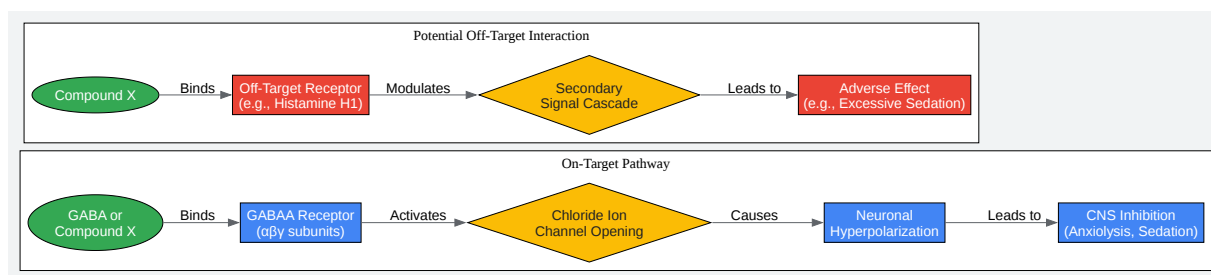 Potential Off-Target Interaction
Compound X
Binds
Off-Target Receptor
(e.g., Histamine H1)
Modulates
Secondary
Signal Cascade
Leads to
Adverse Effect
(e.g., Excessive Sedation)
On-Target Pathway
GABA or
Compound X
Binds
GABAA Receptor
(αβγ subunits)
Activates
Chloride Ion
Channel Opening
Causes
Neuronal
Hyperpolarization
Leads to
CNS Inhibition
(Anxiolysis, Sedation)